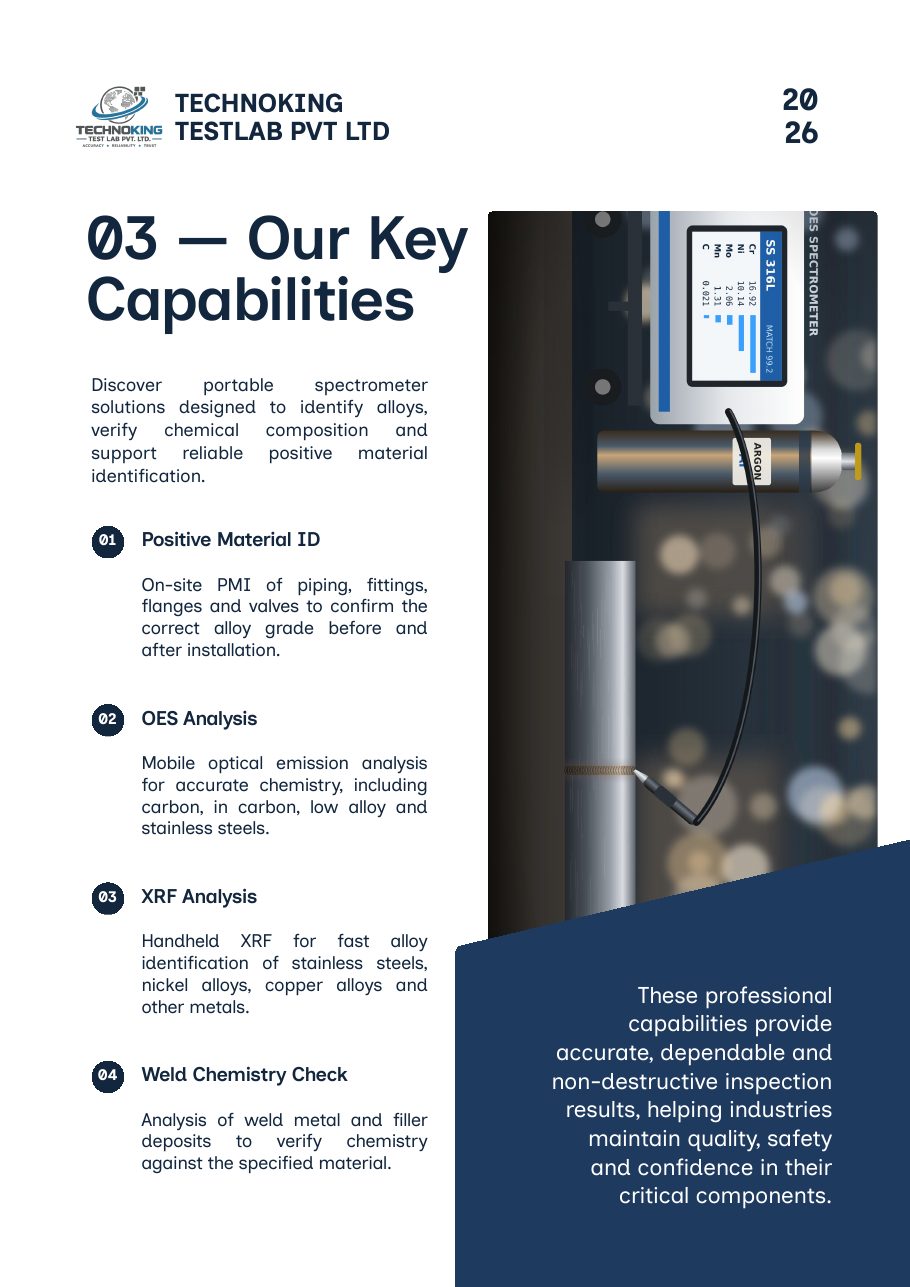 TECHNOKING
TEST LAB PVT. LTD.
ACCURACY • RELIABILITY • TRUST
TECHNOKING
TESTLAB PVT LTD
20
26
03 — Our Key
Capabilities
Discover portable spectrometer
solutions designed to identify alloys,
verify chemical composition and
support reliable positive material
identification.
01 Positive Material ID
On-site PMI of piping, fittings,
flanges and valves to confirm the
correct alloy grade before and
after installation.
02 OES Analysis
Mobile optical emission analysis
for accurate chemistry, including
carbon, in carbon, low alloy and
stainless steels.
03 XRF Analysis
Handheld XRF for fast alloy
identification of stainless steels,
nickel alloys, copper alloys and
other metals.
04 Weld Chemistry Check
Analysis of weld metal and filler
deposits to verify chemistry
against the specified material.
OES SPECTROMETER
SS 316L MATCH 99.2
Cr 16.92
Ni 10.14
Mo 2.06
Mn 1.31
C 0.021
ARGON
These professional
capabilities provide
accurate, dependable and
non-destructive inspection
results, helping industries
maintain quality, safety
and confidence in their
critical components.